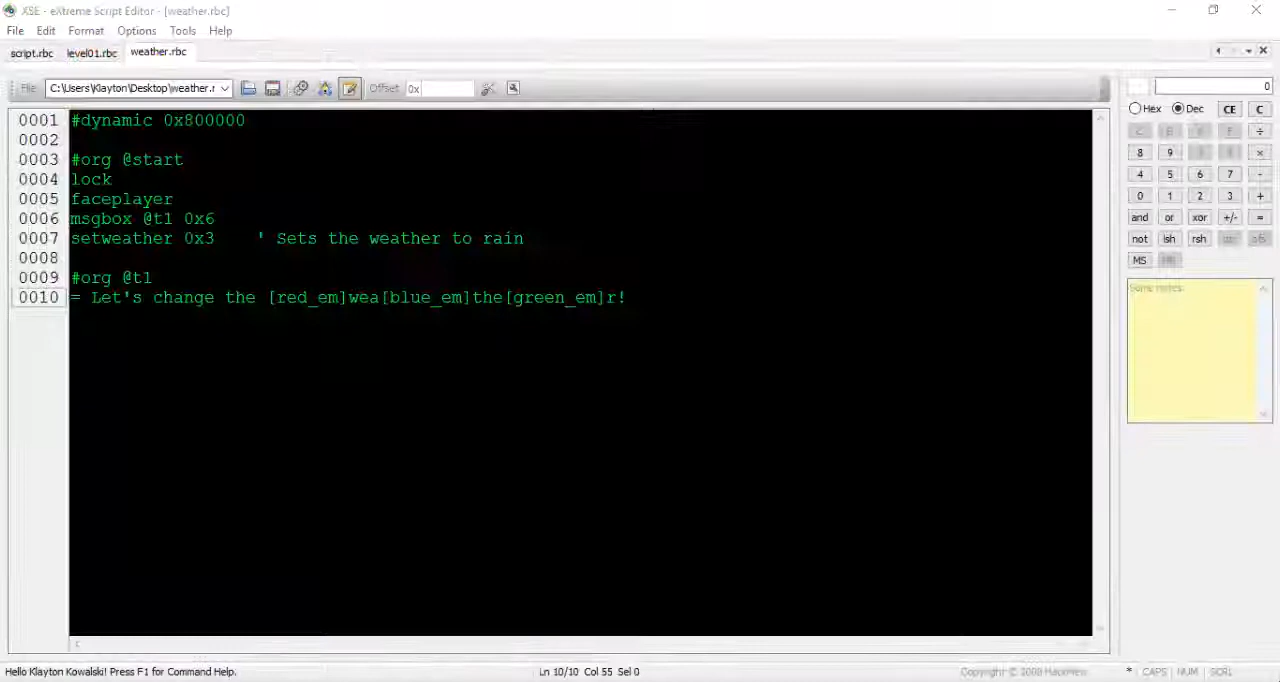 XSE - eXtreme Script Editor - [weather.rbc]
File Edit Format Options Tools Help
script.rbc level01.rbc weather.rbc
File: C:\Users\Klayton\Desktop\weather.r Offset 0x
0
Hex Dec CE C
÷
8 9 ×
4 5 6 7 -
0 1 2 3 +
and or xor +/- =
not lsh rsh
MS
Some notes
0001 #dynamic 0x800000
0002
0003 #org @start
0004 lock
0005 faceplayer
0006 msgbox @t1 0x6
0007 setweather 0x3 ' Sets the weather to rain
0008
0009 #org @t1
0010 = Let's change the [red_em]wea[blue_em]the[green_em]r!
Hello Klayton Kowalski! Press F1 for Command Help. Ln 10/10 Col 55 Sel 0 Copyright © 2008 HackMew * CAPS NUM SCRL